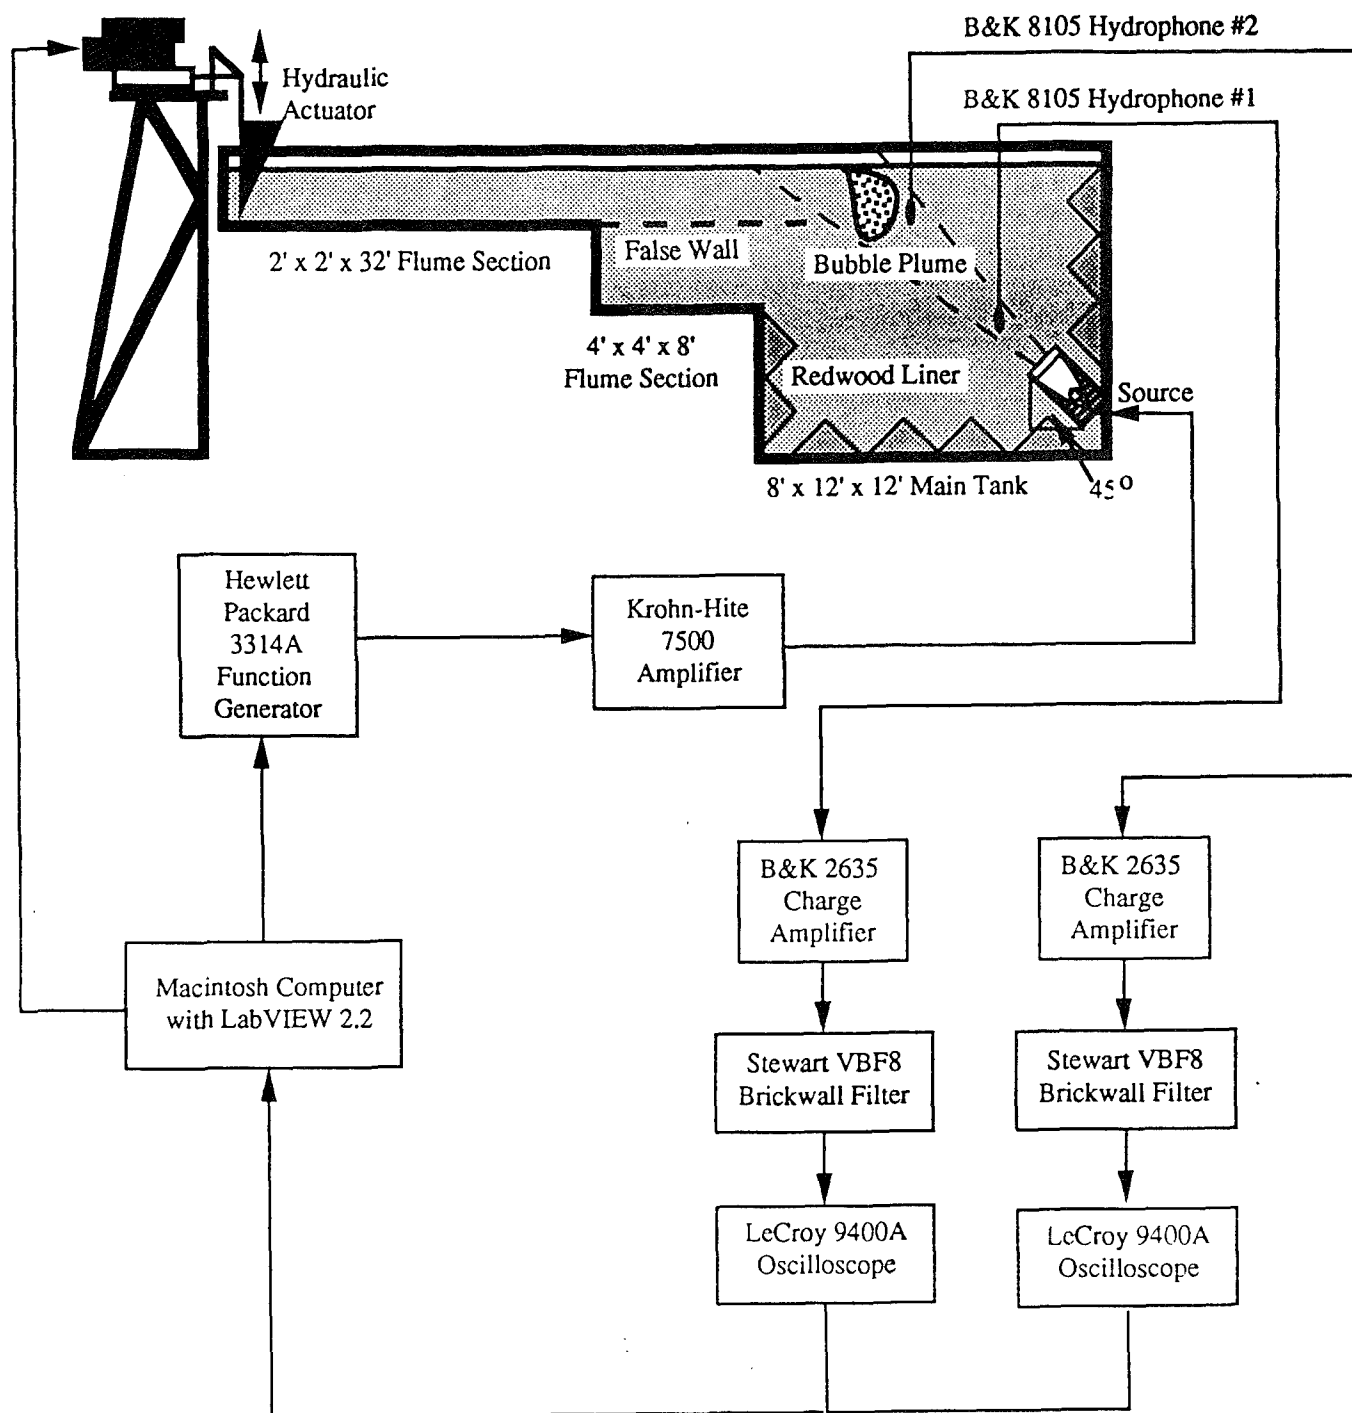 B&K 8105 Hydrophone #2
Hydraulic
Actuator
B&K 8105 Hydrophone #1
2' x 2' x 32' Flume Section
False Wall
Bubble Plume
4' x 4' x 8'
Flume Section
Redwood Liner
Source
8' x 12' x 12' Main Tank
45°
Hewlett
Packard
3314A
Function
Generator
Krohn-Hite
7500
Amplifier
B&K 2635
Charge
Amplifier
B&K 2635
Charge
Amplifier
Macintosh Computer
with LabVIEW 2.2
Stewart VBF8
Brickwall Filter
Stewart VBF8
Brickwall Filter
LeCroy 9400A
Oscilloscope
LeCroy 9400A
Oscilloscope